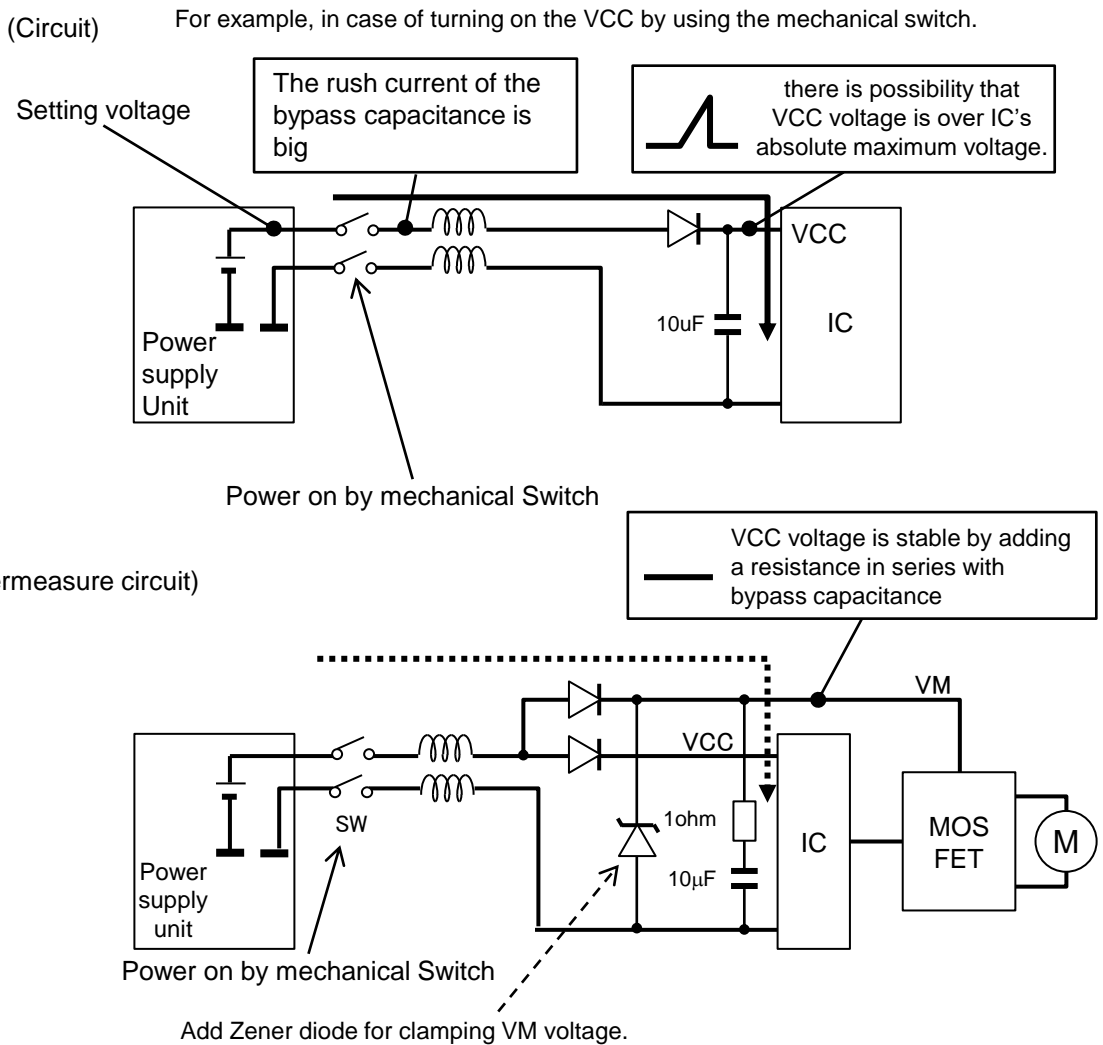 (Circuit)
For example, in case of turning on the VCC by using the mechanical switch.
Setting voltage
The rush current of the
bypass capacitance is
big
there is possibility that
VCC voltage is over IC's
absolute maximum voltage.
VCC
10uF
IC
Power
supply
Unit
Power on by mechanical Switch
VCC voltage is stable by adding
a resistance in series with
bypass capacitance
ermeasure circuit)
VM
VCC
SW
1ohm
10μF
IC
MOS
FET
M
Power
supply
unit
Power on by mechanical Switch
Add Zener diode for clamping VM voltage.